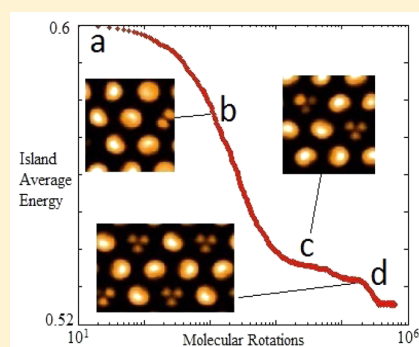 0.6
a
b
c
d
Island
Average
Energy
0.52
10¹
Molecular Rotations
10⁶